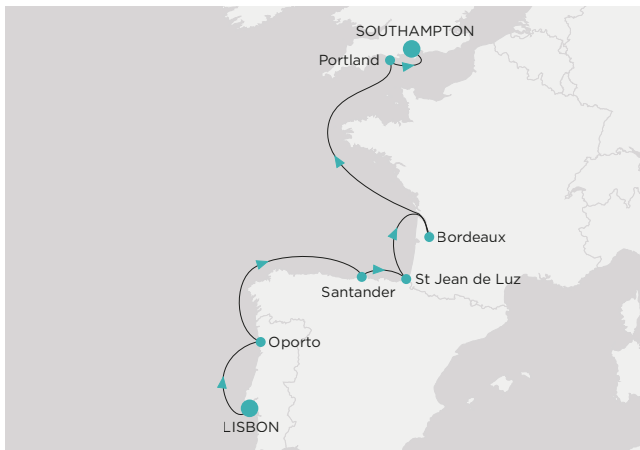 SOUTHAMPTON
Portland
Bordeaux
St Jean de Luz
Santander
Oporto
LISBON